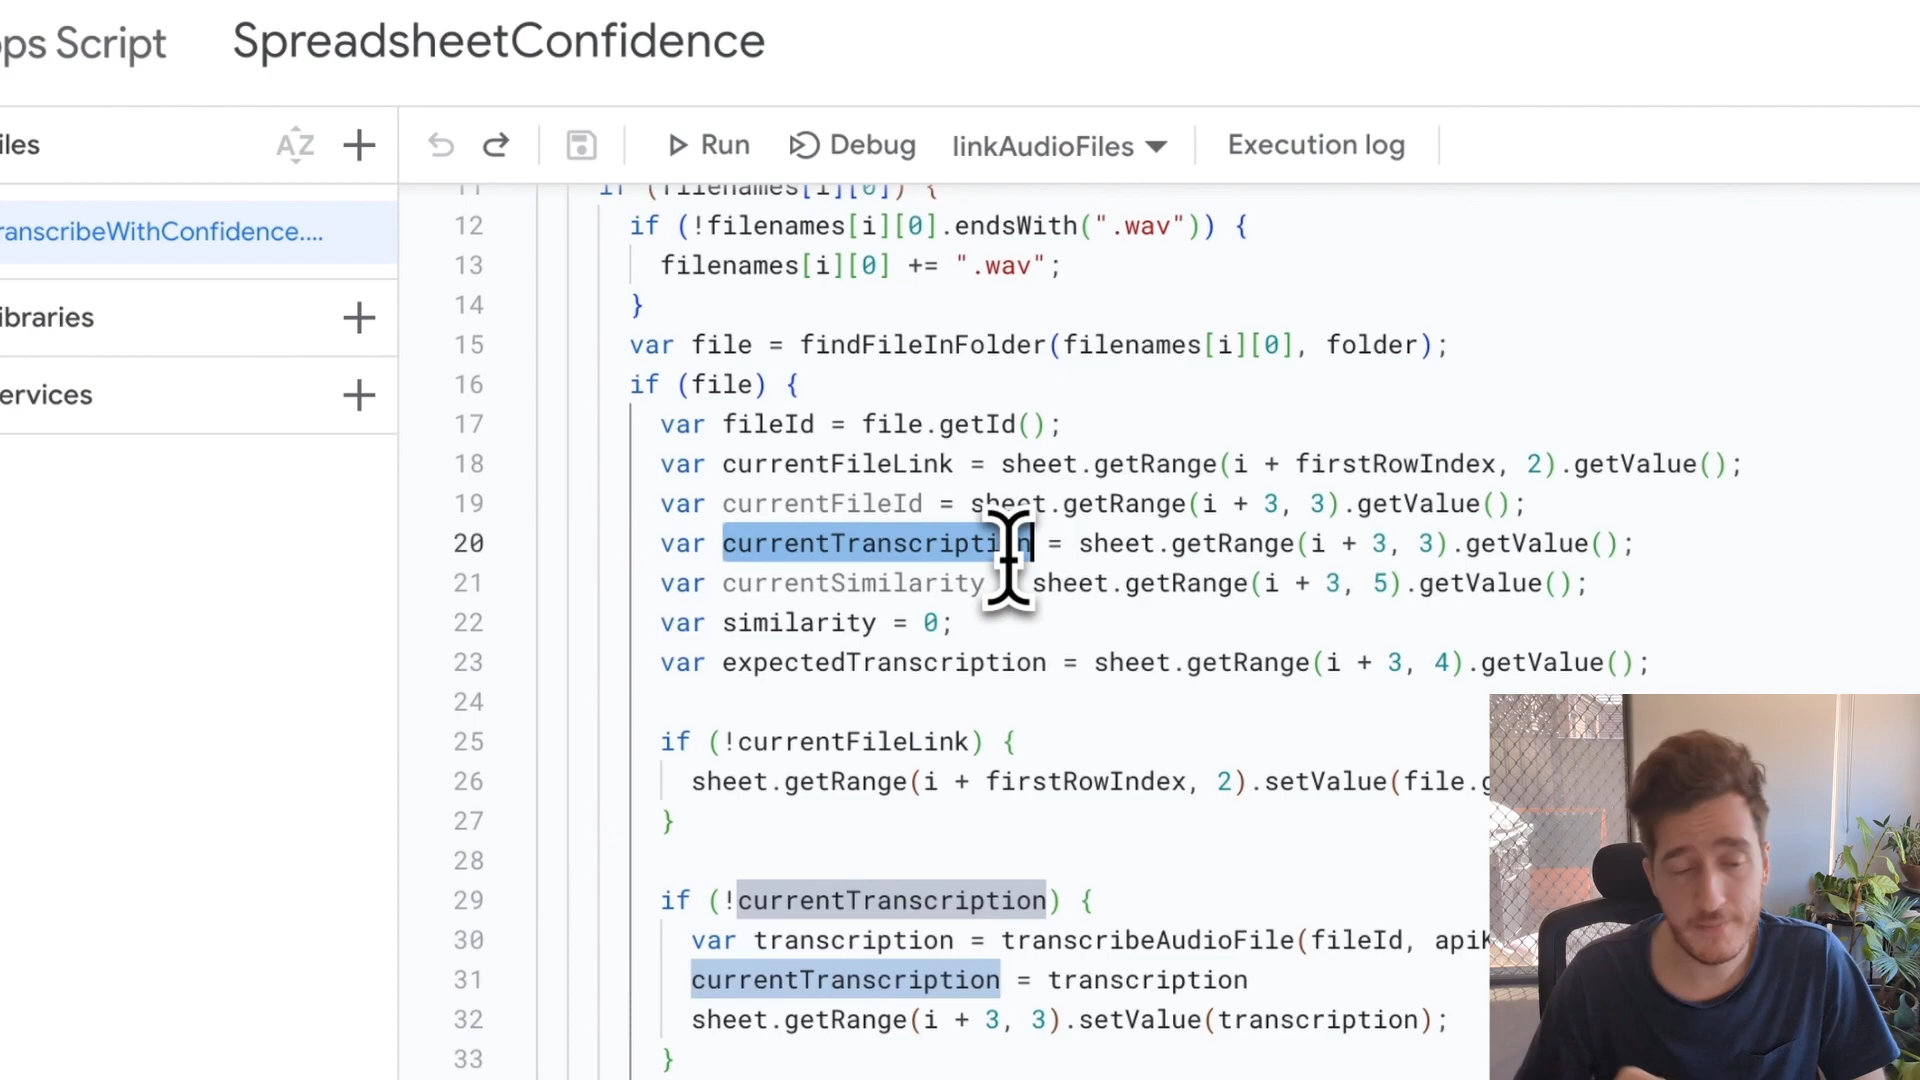 ps Script SpreadsheetConfidence
iles
Run Debug linkAudioFiles Execution log
ranscribeWithConfidence....
ibraries
ervices
11 if (filenames[i][0]) {
12 if (!filenames[i][0].endsWith(".wav")) {
13 filenames[i][0] += ".wav";
14 }
15 var file = findFileInFolder(filenames[i][0], folder);
16 if (file) {
17 var fileId = file.getId();
18 var currentFileLink = sheet.getRange(i + firstRowIndex, 2).getValue();
19 var currentFileId = sheet.getRange(i + 3, 3).getValue();
20 var currentTranscription = sheet.getRange(i + 3, 3).getValue();
21 var currentSimilarity = sheet.getRange(i + 3, 5).getValue();
22 var similarity = 0;
23 var expectedTranscription = sheet.getRange(i + 3, 4).getValue();
24
25 if (!currentFileLink) {
26 sheet.getRange(i + firstRowIndex, 2).setValue(file.g
27 }
28
29 if (!currentTranscription) {
30 var transcription = transcribeAudioFile(fileId, apiK
31 currentTranscription = transcription
32 sheet.getRange(i + 3, 3).setValue(transcription);
33 }